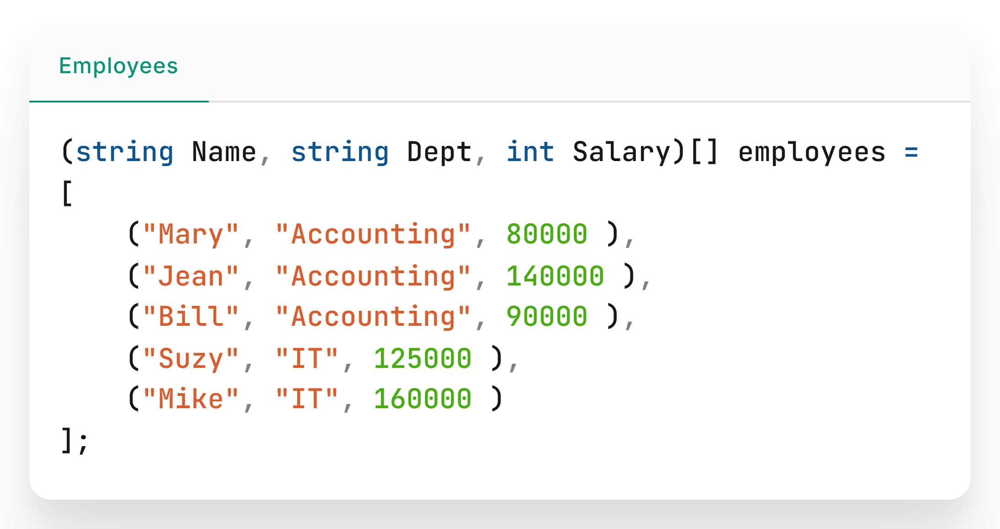 Employees
(string Name, string Dept, int Salary)[] employees =
[
    ("Mary", "Accounting", 80000 ),
    ("Jean", "Accounting", 140000 ),
    ("Bill", "Accounting", 90000 ),
    ("Suzy", "IT", 125000 ),
    ("Mike", "IT", 160000 )
];